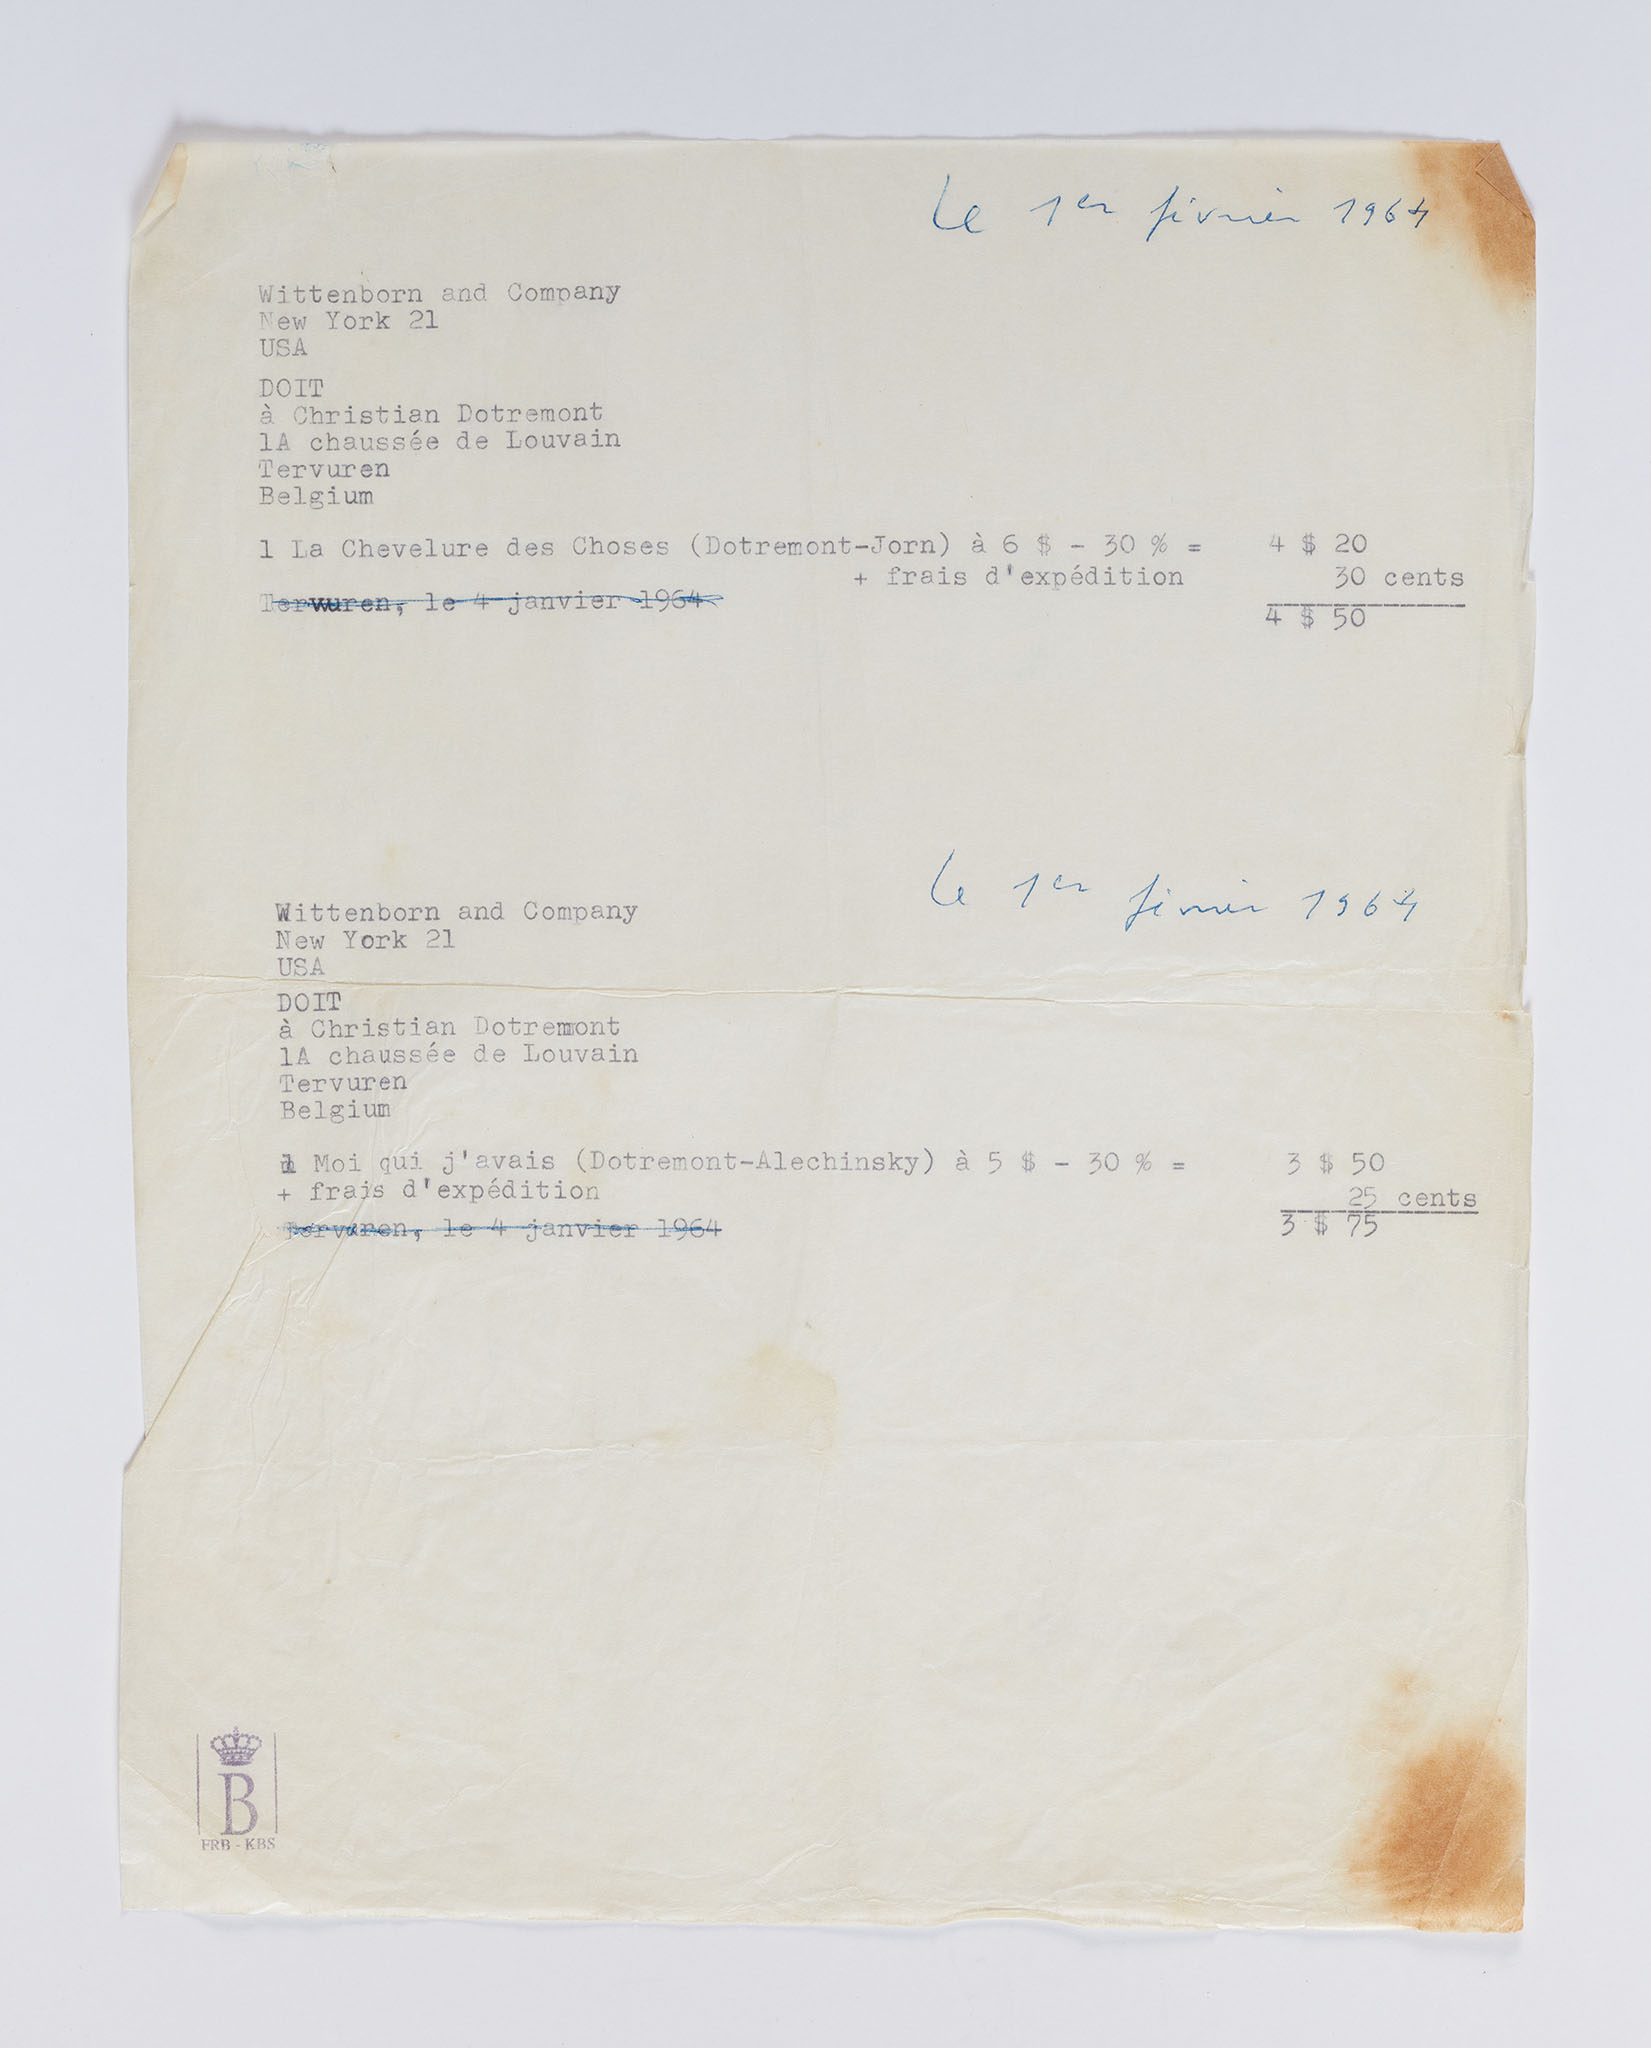 Le 1er février 1964
Wittenborn and Company
New York 21
USA
DOIT
à Christian Dotremont
1A chaussée de Louvain
Tervuren
Belgium
1 La Chevelure des Choses (Dotremont-Jorn) à 6 $ - 30 % = 4 $ 20
+ frais d'expédition 30 cents
Tervuren, le 4 janvier 1964
4 $ 50
Le 1er février 1964
Wittenborn and Company
New York 21
USA
DOIT
à Christian Dotremont
1A chaussée de Louvain
Tervuren
Belgium
1 Moi qui j'avais (Dotremont-Alechinsky) à 5 $ - 30 % = 3 $ 50
+ frais d'expédition 25 cents
Tervuren, le 4 janvier 1964
3 $ 75
B
FRB - KBS